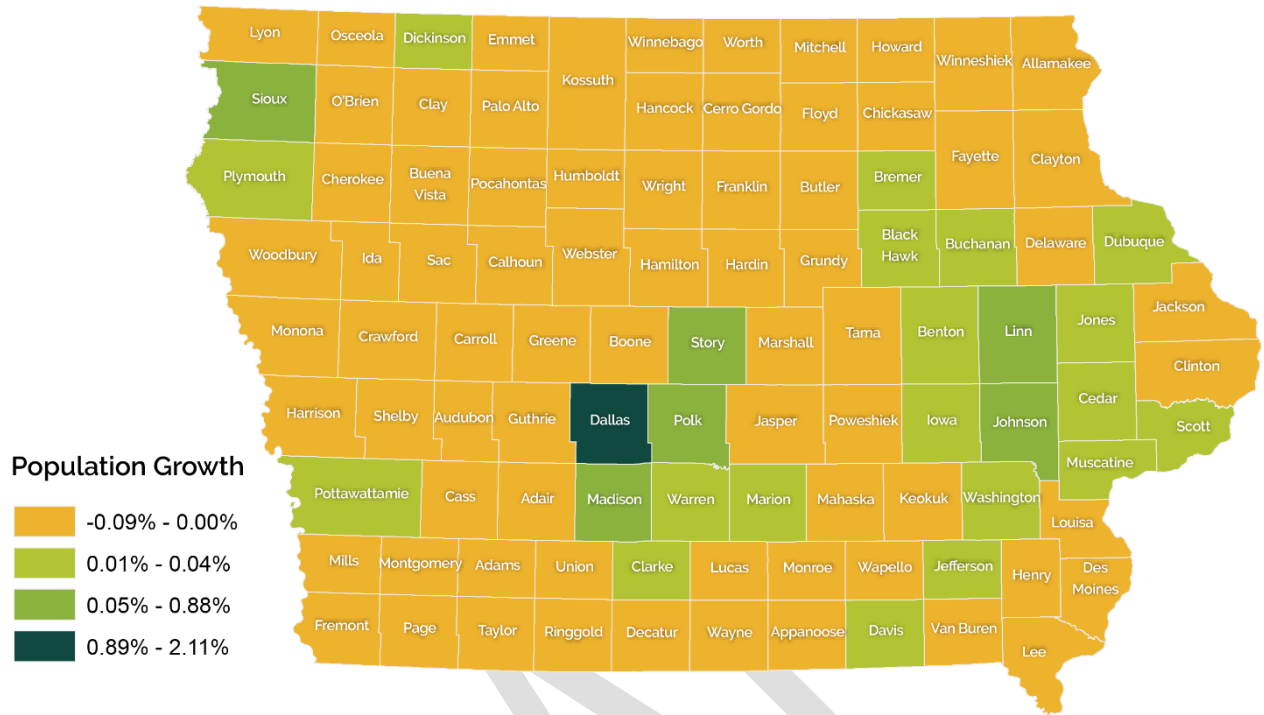 Lyon
Osceola
Dickinson
Emmet
Kossuth
Winnebago
Worth
Mitchell
Howard
Winneshiek
Allamakee
Sioux
O'Brien
Clay
Palo Alto
Hancock
Cerro Gordo
Floyd
Chickasaw
Fayette
Clayton
Plymouth
Cherokee
Buena
Vista
Pocahontas
Humboldt
Wright
Franklin
Butler
Bremer
Woodbury
Ida
Sac
Calhoun
Webster
Hamilton
Hardin
Grundy
Black
Hawk
Buchanan
Delaware
Dubuque
Monona
Crawford
Carroll
Greene
Boone
Story
Marshall
Tama
Benton
Linn
Jones
Jackson
Clinton
Harrison
Shelby
Audubon
Guthrie
Dallas
Polk
Jasper
Poweshiek
Iowa
Johnson
Cedar
Scott
Muscatine
Pottawattamie
Cass
Adair
Madison
Warren
Marion
Mahaska
Keokuk
Washington
Louisa
Mills
Montgomery
Adams
Union
Clarke
Lucas
Monroe
Wapello
Jefferson
Henry
Des
Moines
Fremont
Page
Taylor
Ringgold
Decatur
Wayne
Appanoose
Davis
Van Buren
Lee
Population Growth
-0.09% - 0.00%
0.01% - 0.04%
0.05% - 0.88%
0.89% - 2.11%